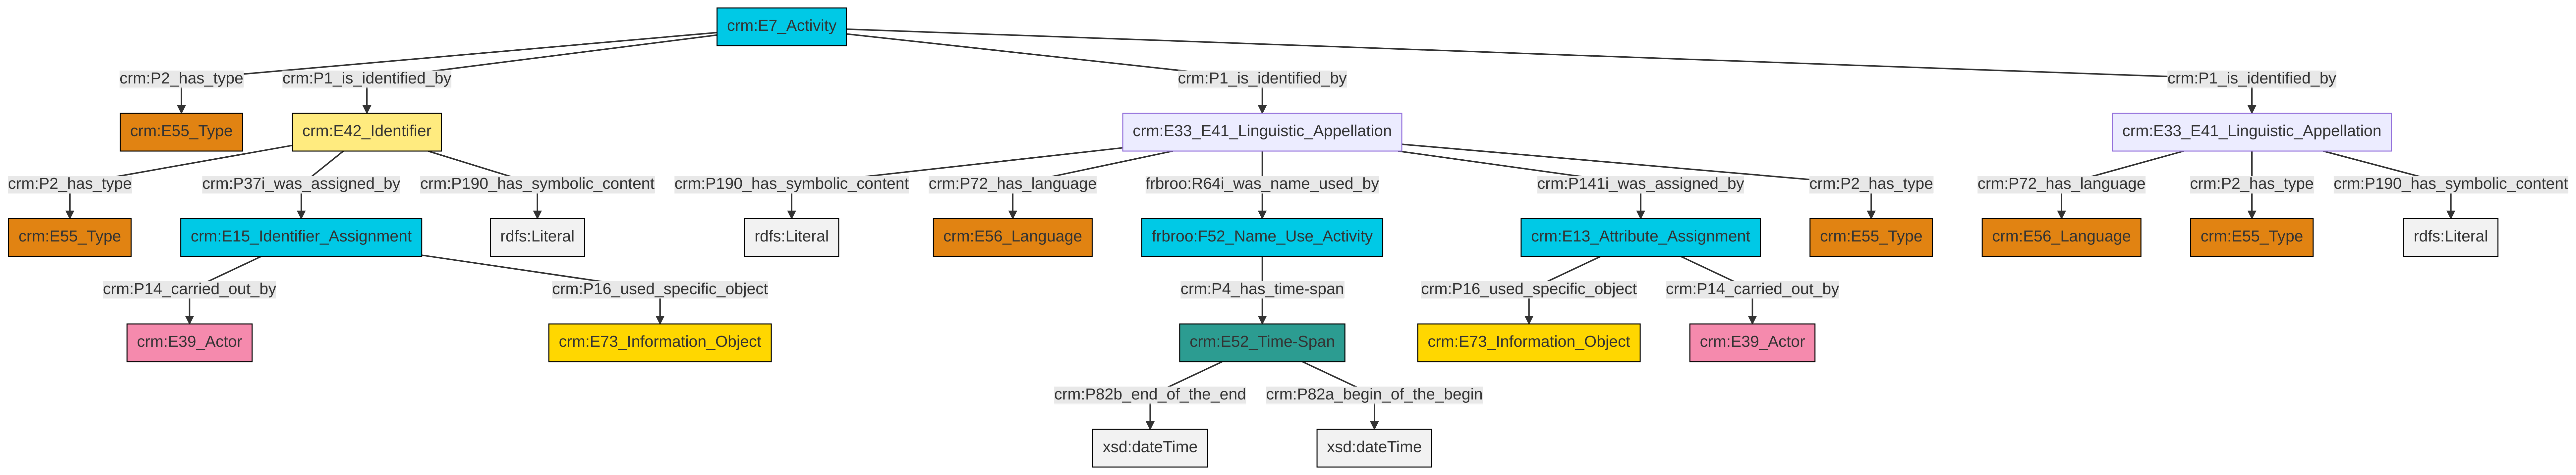 crm:E7_Activity
crm:P2_has_type
crm:P1_is_identified_by
crm:P1_is_identified_by
crm:P1_is_identified_by
crm:E55_Type
crm:E42_Identifier
crm:E33_E41_Linguistic_Appellation
crm:E33_E41_Linguistic_Appellation
crm:P2_has_type
crm:P37i_was_assigned_by
crm:P190_has_symbolic_content
crm:P190_has_symbolic_content
crm:P72_has_language
frbroo:R64i_was_name_used_by
crm:P141i_was_assigned_by
crm:P2_has_type
crm:P72_has_language
crm:P2_has_type
crm:P190_has_symbolic_content
crm:E55_Type
crm:E15_Identifier_Assignment
rdfs:Literal
rdfs:Literal
crm:E56_Language
frbroo:F52_Name_Use_Activity
crm:E13_Attribute_Assignment
crm:E55_Type
crm:E56_Language
crm:E55_Type
rdfs:Literal
crm:P14_carried_out_by
crm:P16_used_specific_object
crm:P4_has_time-span
crm:P16_used_specific_object
crm:P14_carried_out_by
crm:E39_Actor
crm:E73_Information_Object
crm:E52_Time-Span
crm:E73_Information_Object
crm:E39_Actor
crm:P82b_end_of_the_end
crm:P82a_begin_of_the_begin
xsd:dateTime
xsd:dateTime